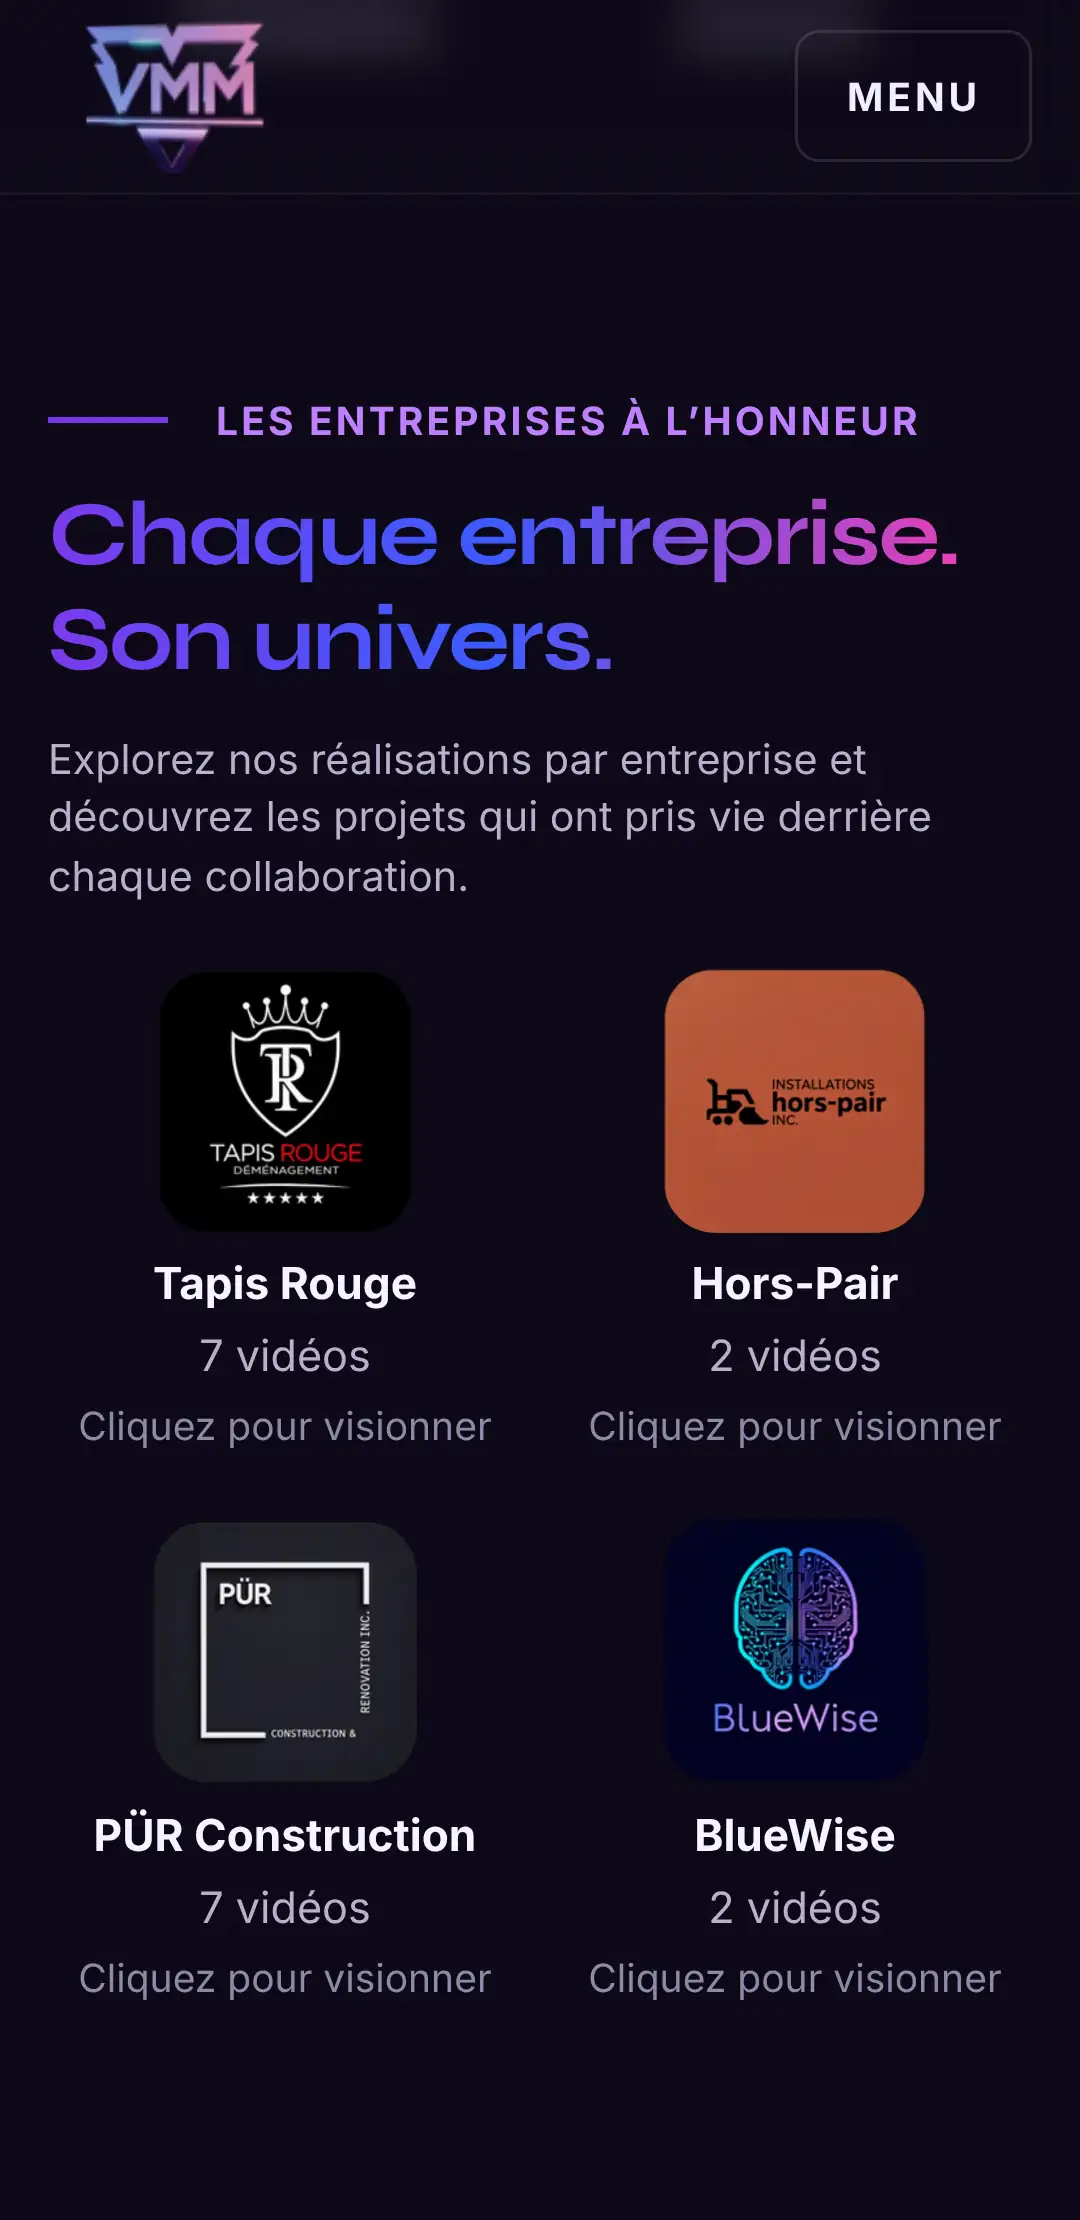 VMM
MENU
LES ENTREPRISES À L’HONNEUR
Chaque entreprise.
Son univers.
Explorez nos réalisations par entreprise et
découvrez les projets qui ont pris vie derrière
chaque collaboration.
TR
TAPIS ROUGE
DÉMÉNAGEMENT
INSTALLATIONS
hors-pair
INC.
Tapis Rouge
7 vidéos
Cliquez pour visionner
Hors-Pair
2 vidéos
Cliquez pour visionner
PÜR
CONSTRUCTION &
RENOVATION INC.
BlueWise
PÜR Construction
7 vidéos
Cliquez pour visionner
BlueWise
2 vidéos
Cliquez pour visionner